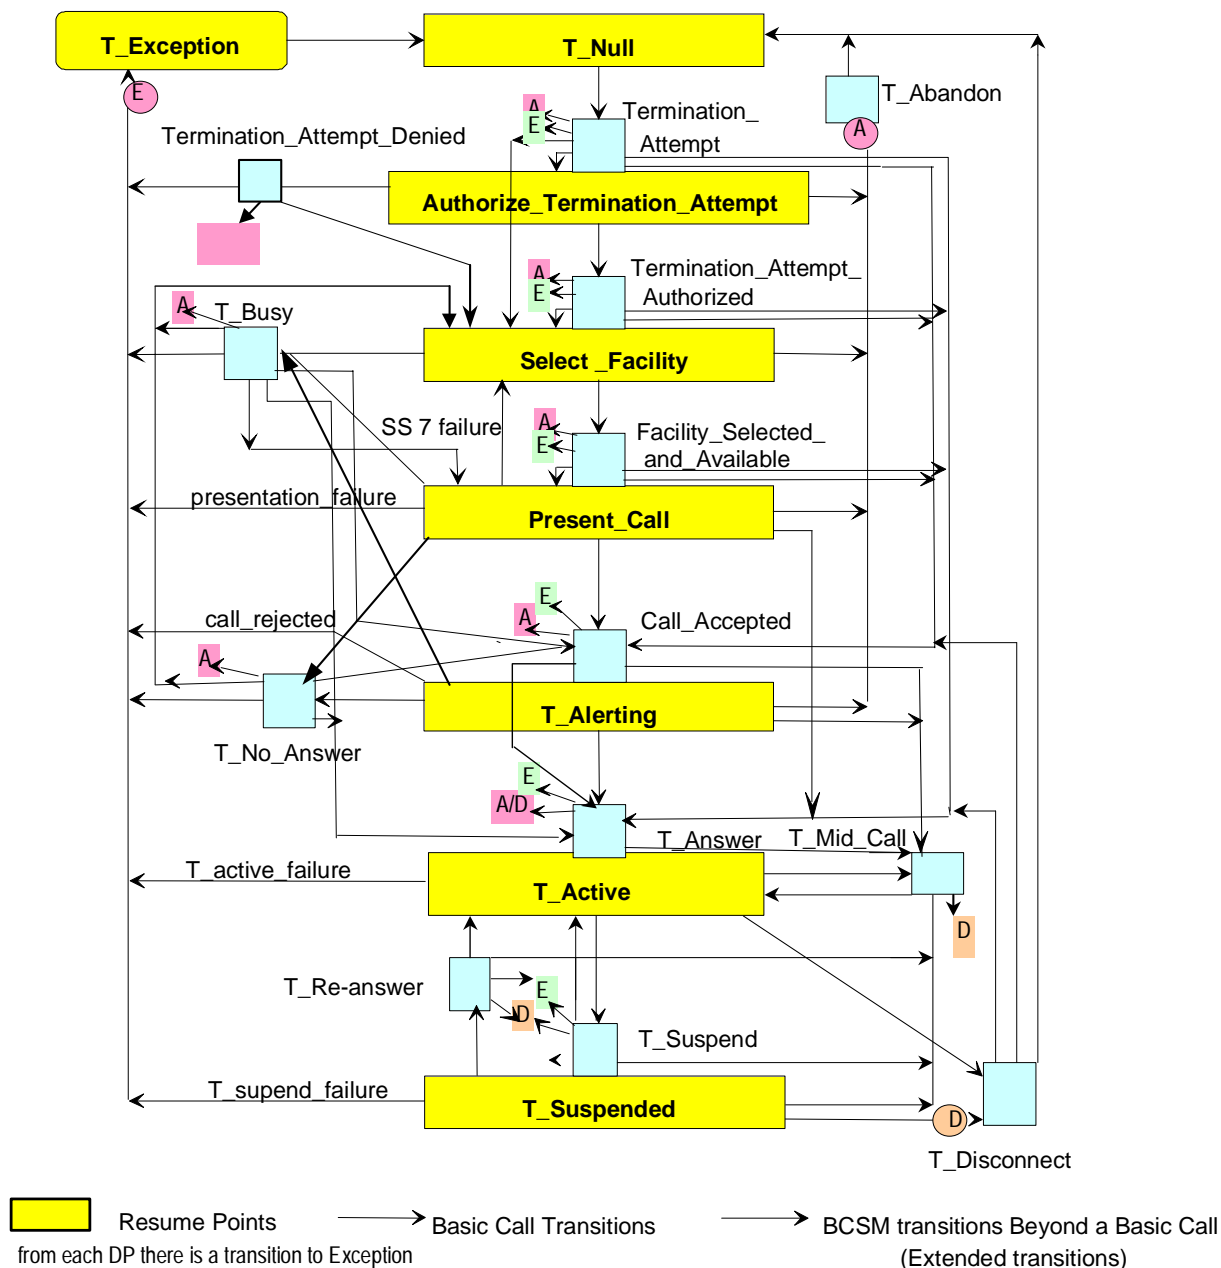 T_Exception
T_Null
E
T_Abandon
A
A
E
Termination_
Attempt
Termination_Attempt_Denied
Authorize_Termination_Attempt
A
E
Termination_Attempt_
Authorized
A
T_Busy
Select _Facility
SS 7 failure
A
E
Facility_Selected_
and_Available
presentation_failure
Present_Call
E
A
Call_Accepted
call_rejected
A
T_Alerting
T_No_Answer
E
A/D
T_Answer
T_Mid_Call
T_active_failure
T_Active
D
T_Re-answer
E
D
T_Suspend
T_supend_failure
T_Suspended
D
T_Disconnect
Resume Points
Basic Call Transitions
BCSM transitions Beyond a Basic Call
from each DP there is a transition to Exception
(Extended transitions)